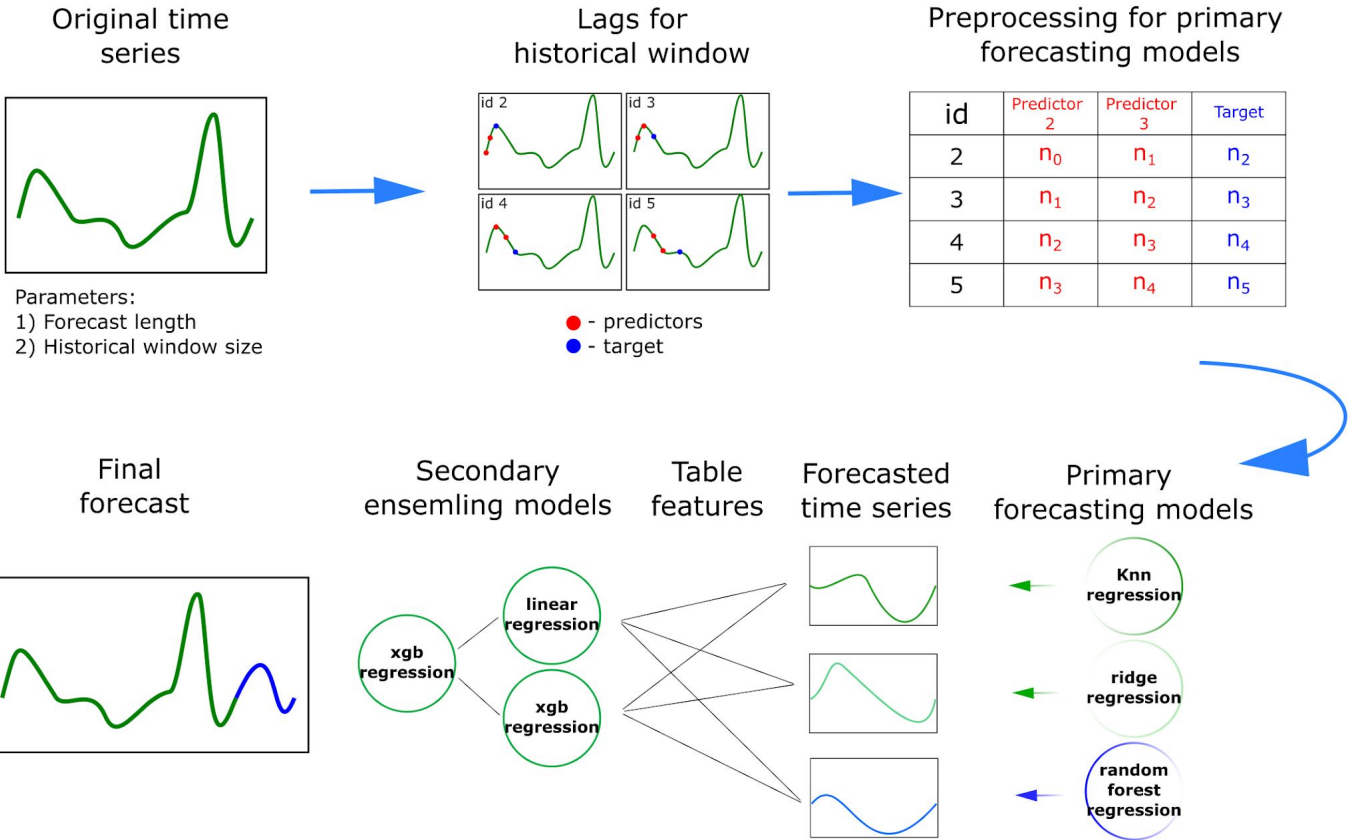 Original time
series
Lags for
historical window
Preprocessing for primary
forecasting models
id 2
id 3
id 4
id 5
id Predictor 2 Predictor 3 Target
2 n₀ n₁ n₂
3 n₁ n₂ n₃
4 n₂ n₃ n₄
5 n₃ n₄ n₅
Parameters:
1) Forecast length
2) Historical window size
- predictors
- target
Final
forecast
Secondary
ensemling models
Table
features
Forecasted
time series
Primary
forecasting models
xgb
regression
linear
regression
xgb
regression
Knn
regression
ridge
regression
random
forest
regression